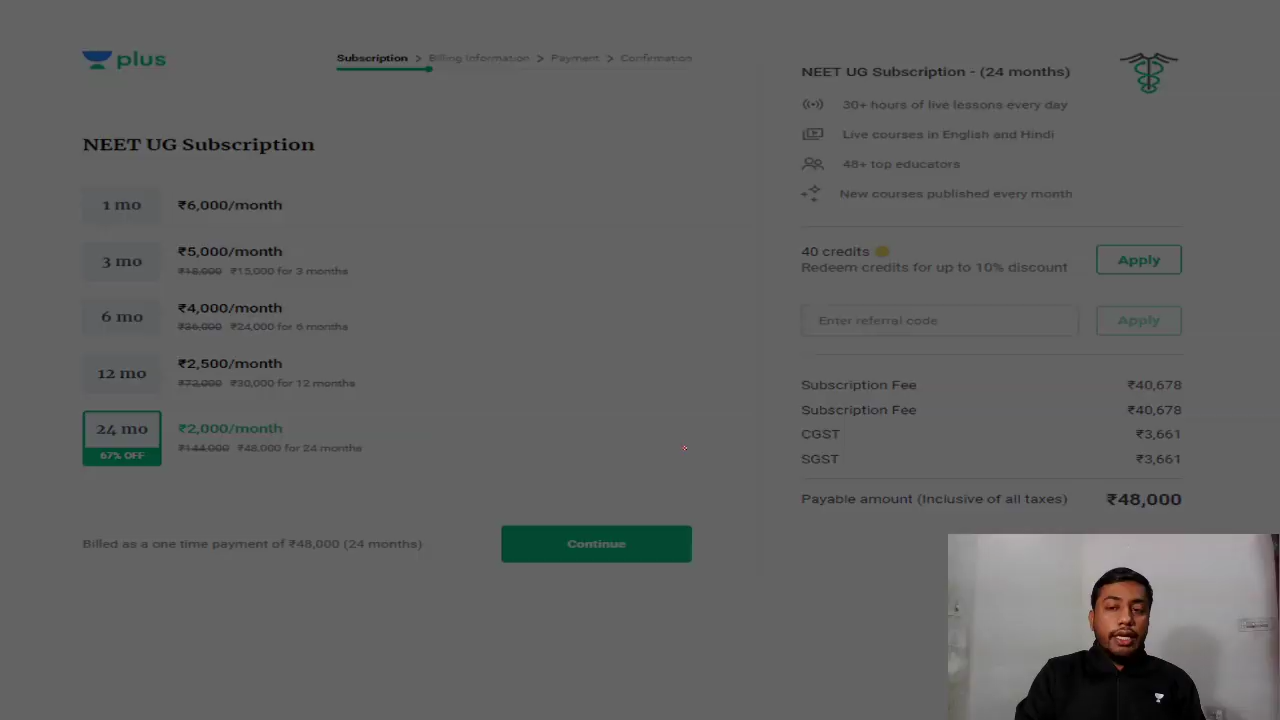 plus
Subscription > Billing Information > Payment > Confirmation
NEET UG Subscription
1 mo ₹6,000/month
3 mo ₹5,000/month
₹18,000 ₹15,000 for 3 months
6 mo ₹4,000/month
₹36,000 ₹24,000 for 6 months
12 mo ₹2,500/month
₹72,000 ₹30,000 for 12 months
24 mo ₹2,000/month
67% OFF ₹144,000 ₹48,000 for 24 months
Billed as a one time payment of ₹48,000 (24 months)
Continue
NEET UG Subscription - (24 months)
30+ hours of live lessons every day
Live courses in English and Hindi
48+ top educators
New courses published every month
40 credits
Redeem credits for up to 10% discount
Apply
Enter referral code
Apply
Subscription Fee ₹40,678
Subscription Fee ₹40,678
CGST ₹3,661
SGST ₹3,661
Payable amount (Inclusive of all taxes) ₹48,000